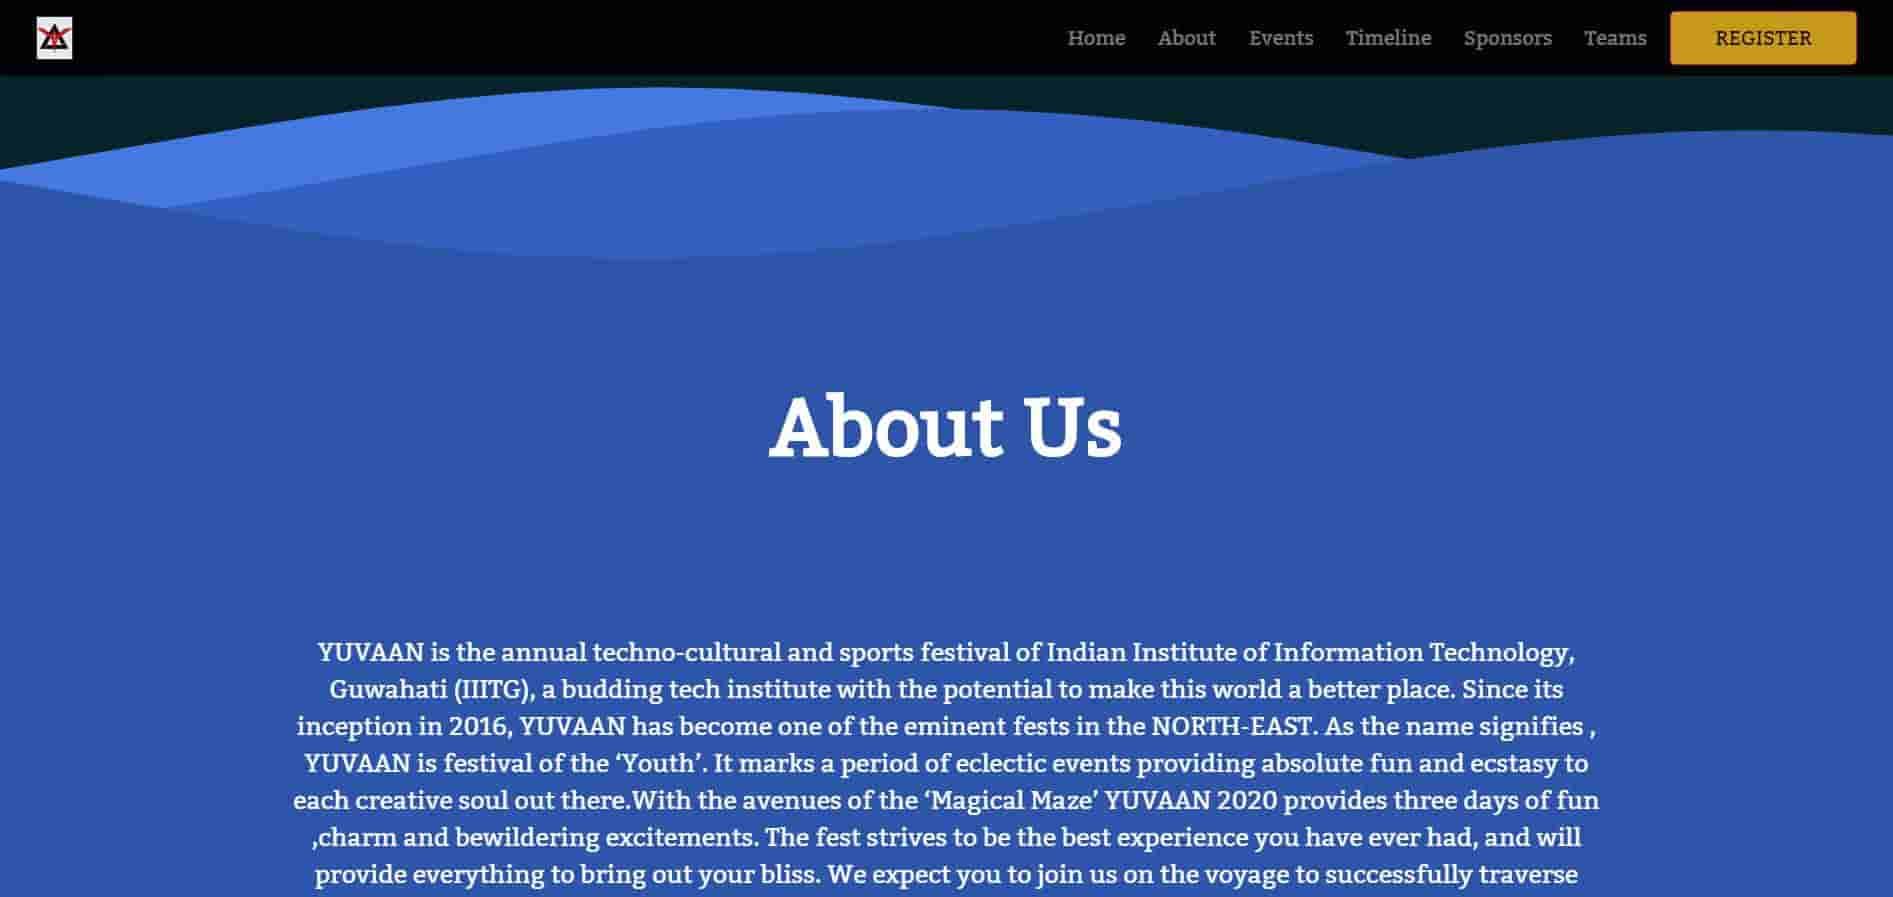 Home About Events Timeline Sponsors Teams REGISTER
About Us
YUVAAN is the annual techno-cultural and sports festival of Indian Institute of Information Technology,
Guwahati (IIITG), a budding tech institute with the potential to make this world a better place. Since its
inception in 2016, YUVAAN has become one of the eminent fests in the NORTH-EAST. As the name signifies ,
YUVAAN is festival of the ‘Youth’. It marks a period of eclectic events providing absolute fun and ecstasy to
each creative soul out there.With the avenues of the ‘Magical Maze’ YUVAAN 2020 provides three days of fun
,charm and bewildering excitements. The fest strives to be the best experience you have ever had, and will
provide everything to bring out your bliss. We expect you to join us on the voyage to successfully traverse